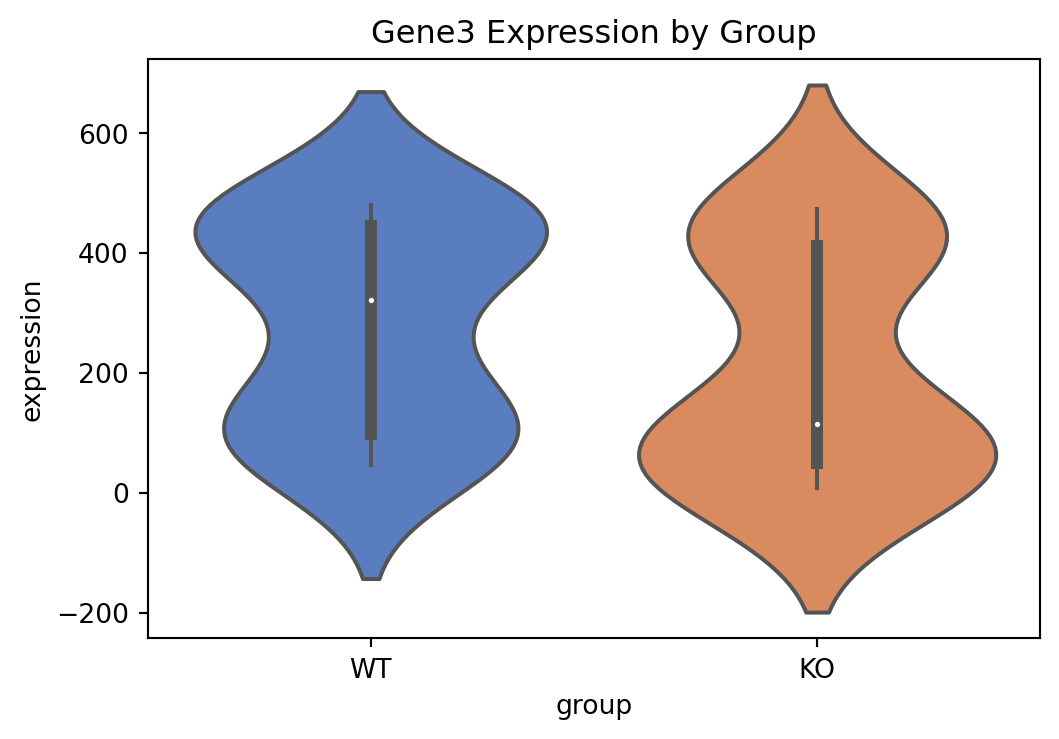 Gene3 Expression by Group
expression
600
400
200
0
−200
WT
KO
group